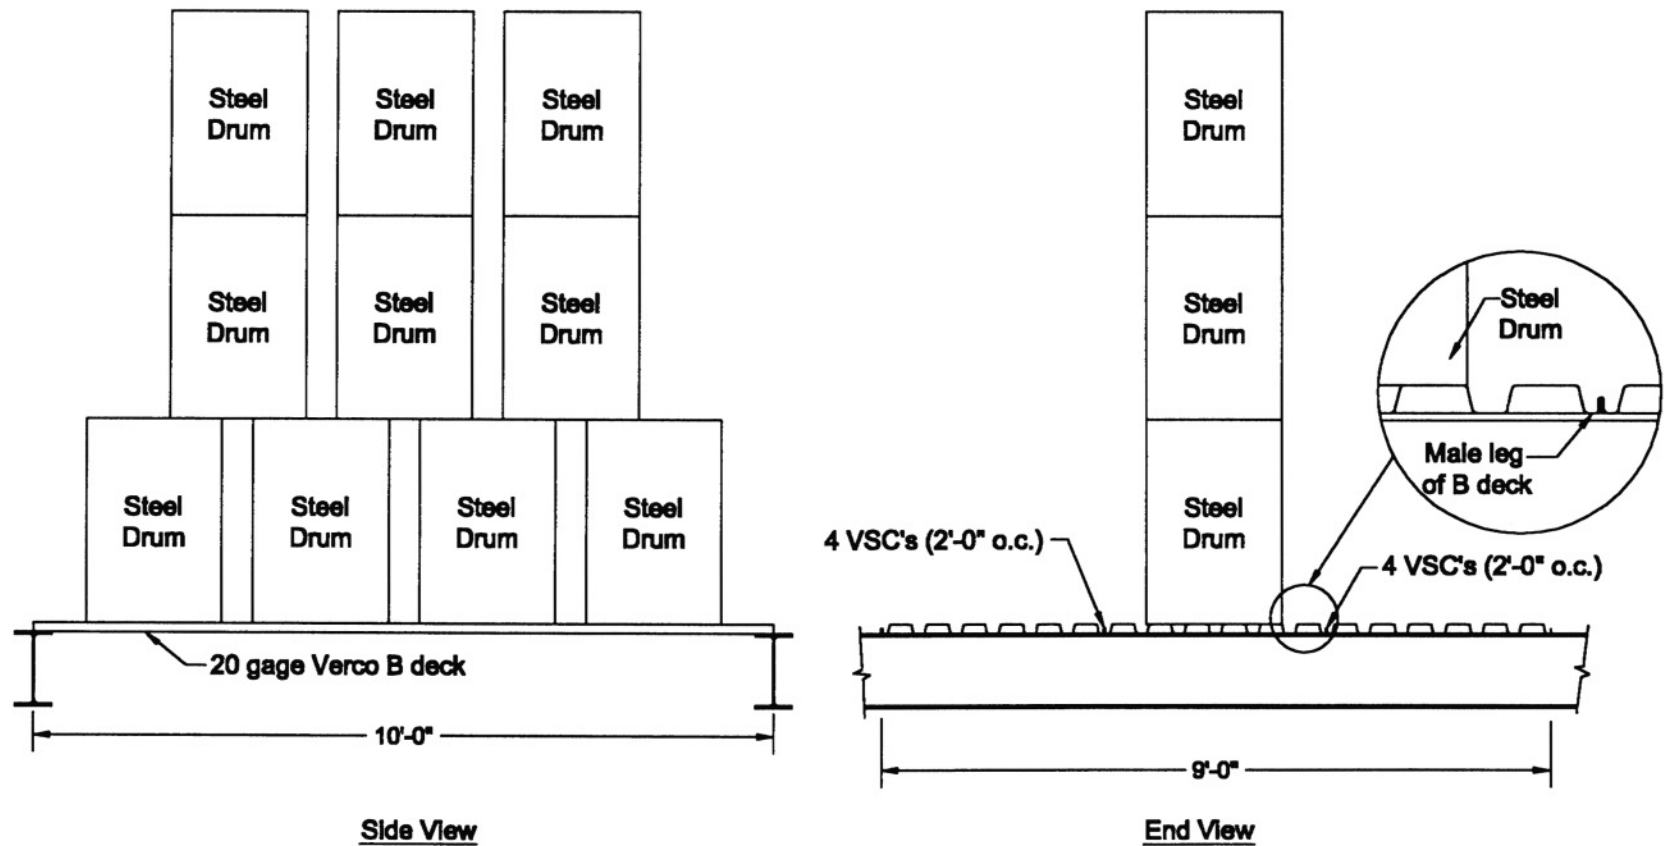 Steel
Drum
Steel
Drum
Steel
Drum
Steel
Drum
Steel
Drum
Steel
Drum
Steel
Drum
Steel
Drum
Steel
Drum
Steel
Drum
20 gage Verco B deck
10'-0"
Side View
Steel
Drum
Steel
Drum
Steel
Drum
Steel
Drum
Male leg
of B deck
4 VSC's (2'-0" o.c.)
4 VSC's (2'-0" o.c.)
9'-0"
End View